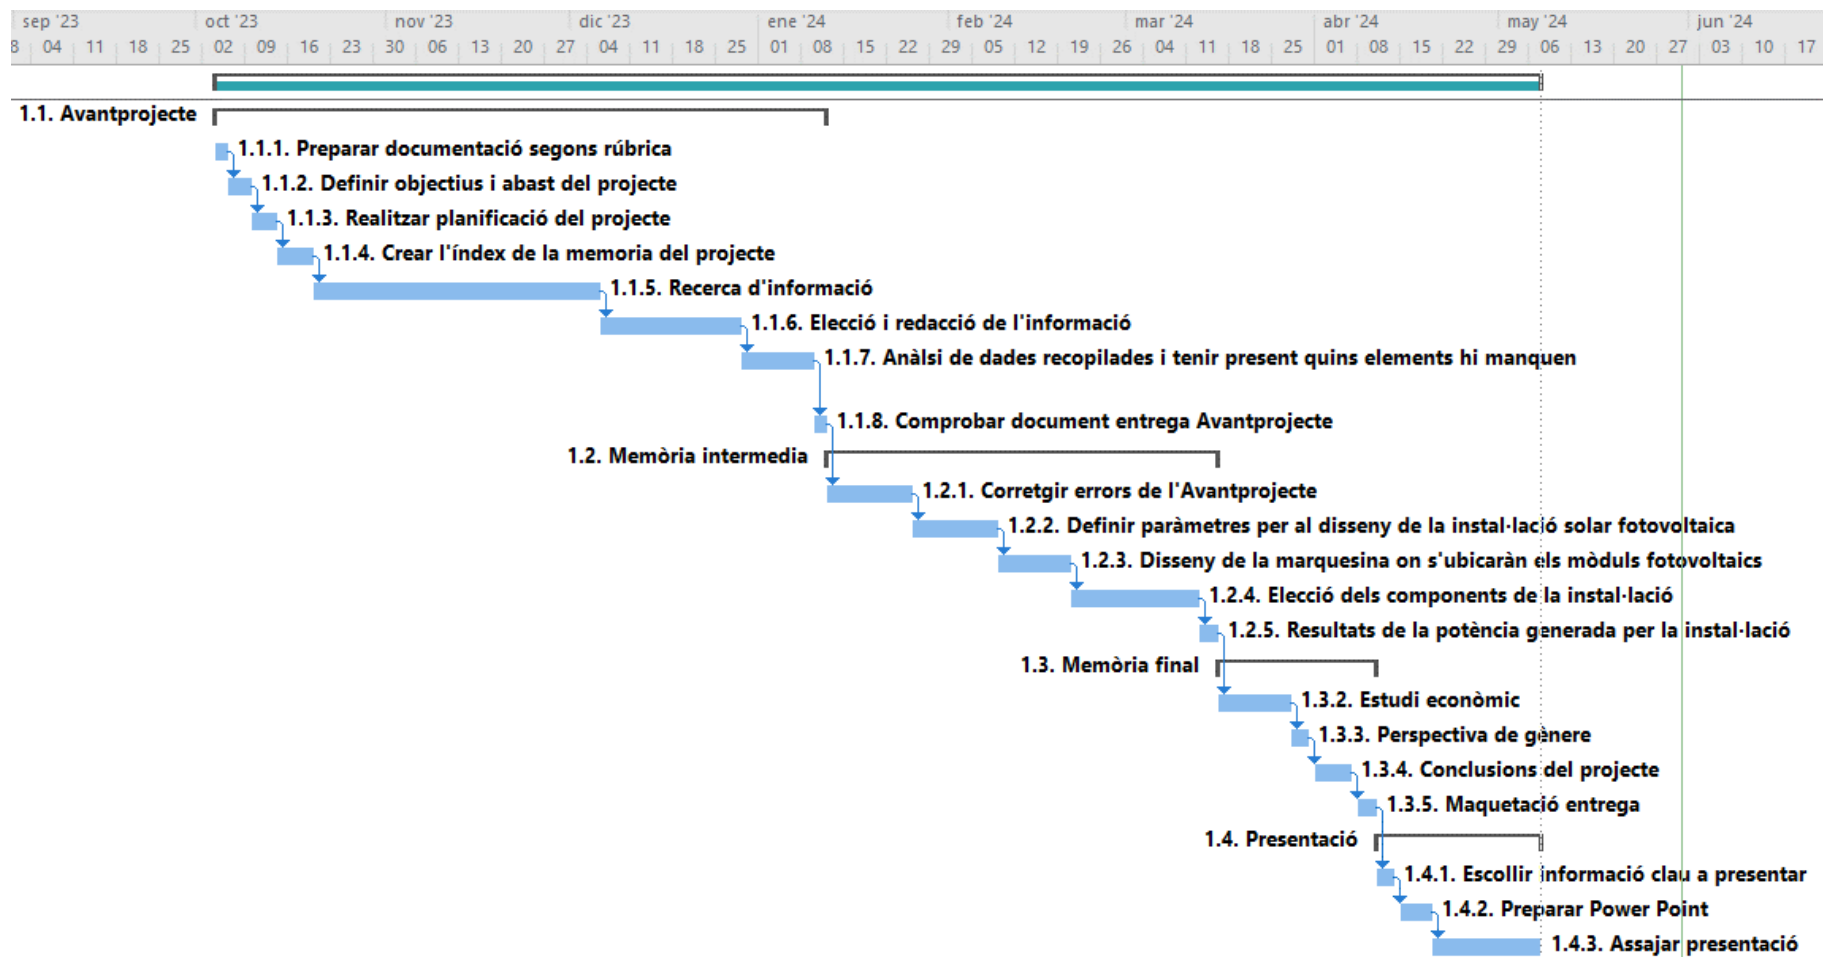 sep '23 oct '23 nov '23 dic '23 ene '24 feb '24 mar '24 abr '24 may '24 jun '24
8 04 11 18 25 02 09 16 23 30 06 13 20 27 04 11 18 25 01 08 15 22 29 05 12 19 26 04 11 18 25 01 08 15 22 29 06 13 20 27 03 10 17
1.1. Avantprojecte
1.1.1. Preparar documentació segons rúbrica
1.1.2. Definir objectius i abast del projecte
1.1.3. Realitzar planificació del projecte
1.1.4. Crear l'índex de la memoria del projecte
1.1.5. Recerca d'informació
1.1.6. Elecció i redacció de l'informació
1.1.7. Anàlsi de dades recopilades i tenir present quins elements hi manquen
1.1.8. Comprobar document entrega Avantprojecte
1.2. Memòria intermedia
1.2.1. Corretgir errors de l'Avantprojecte
1.2.2. Definir paràmetres per al disseny de la instal·lació solar fotovoltaica
1.2.3. Disseny de la marquesina on s'ubicaràn els mòduls fotovoltaics
1.2.4. Elecció dels components de la instal·lació
1.2.5. Resultats de la potència generada per la instal·lació
1.3. Memòria final
1.3.2. Estudi econòmic
1.3.3. Perspectiva de gènere
1.3.4. Conclusions del projecte
1.3.5. Maquetació entrega
1.4. Presentació
1.4.1. Escollir informació clau a presentar
1.4.2. Preparar Power Point
1.4.3. Assajar presentació